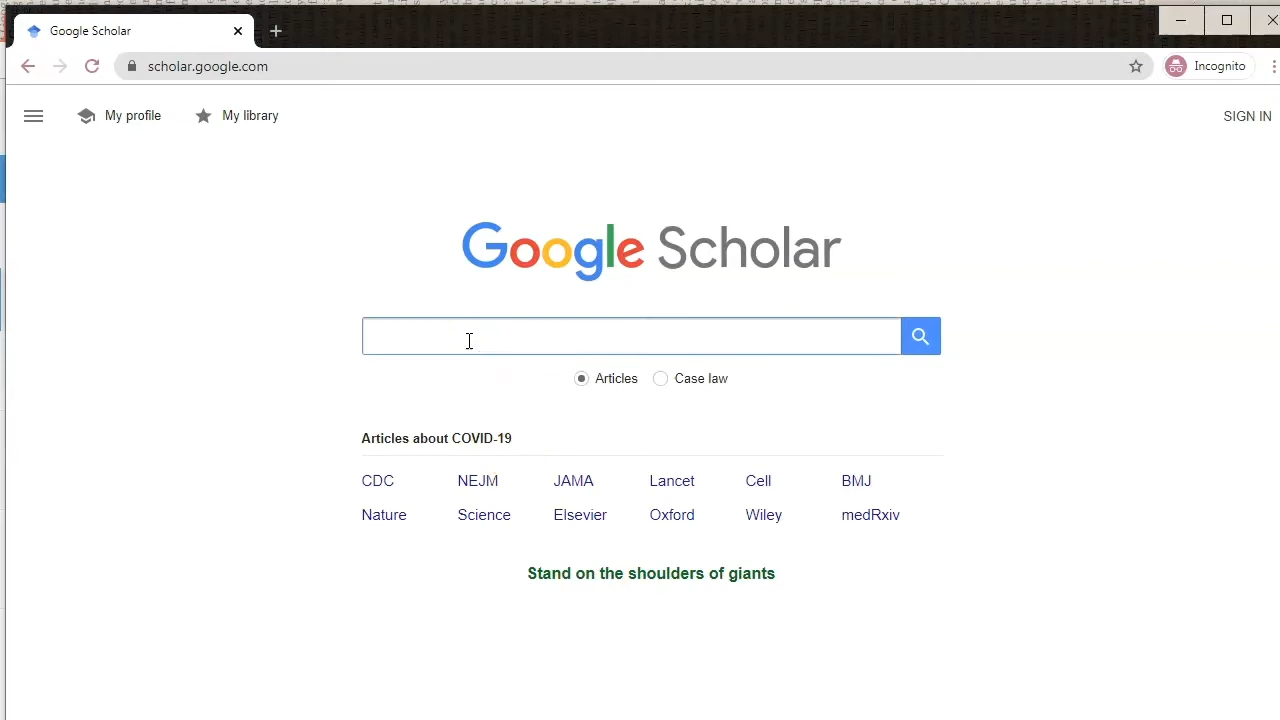 Google Scholar
scholar.google.com
Incognito
My profile
My library
SIGN IN
Google Scholar
Articles
Case law
Articles about COVID-19
CDC NEJM JAMA Lancet Cell BMJ
Nature Science Elsevier Oxford Wiley medRxiv
Stand on the shoulders of giants